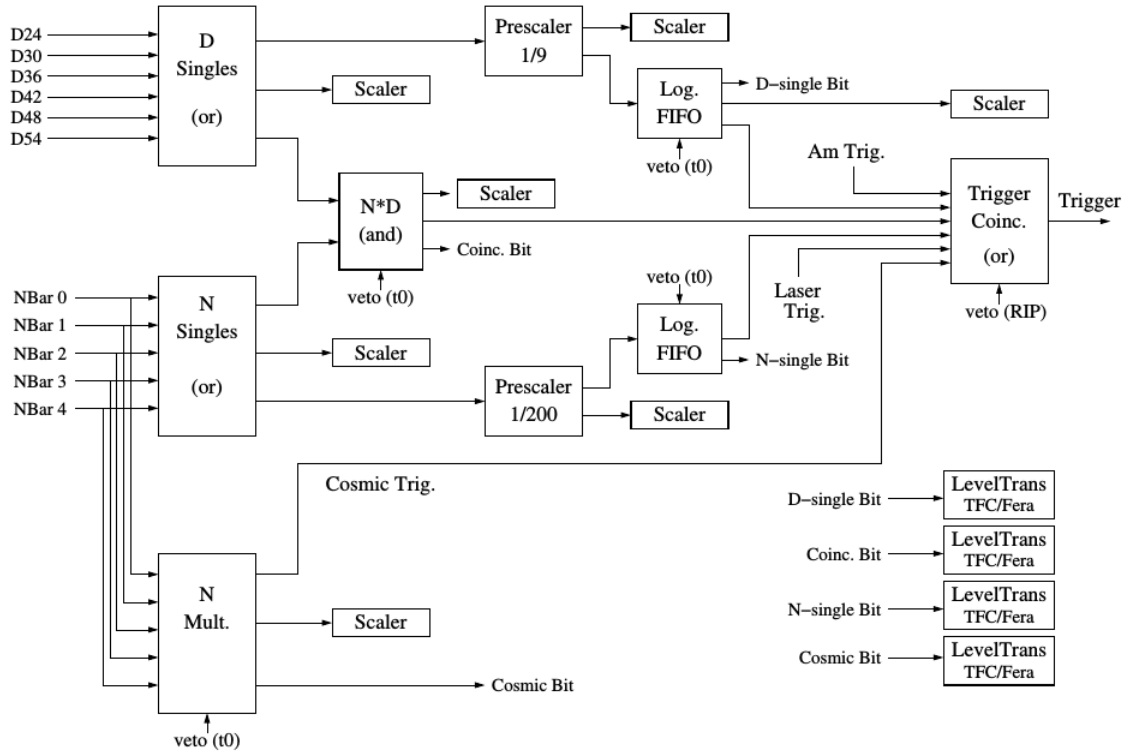 D24
D30
D36
D42
D48
D54
D
Singles
(or)
Scaler
Prescaler
1/9
Scaler
Log.
FIFO
D−single Bit
veto (t0)
Scaler
Am Trig.
N*D
(and)
Scaler
Coinc. Bit
veto (t0)
Trigger
Coinc.
(or)
Trigger
veto (RIP)
NBar 0
NBar 1
NBar 2
NBar 3
NBar 4
N
Singles
(or)
Scaler
veto (t0)
Log.
FIFO
N−single Bit
Laser
Trig.
Prescaler
1/200
Scaler
Cosmic Trig.
N
Mult.
Scaler
Cosmic Bit
veto (t0)
D−single Bit
LevelTrans
TFC/Fera
Coinc. Bit
LevelTrans
TFC/Fera
N−single Bit
LevelTrans
TFC/Fera
Cosmic Bit
LevelTrans
TFC/Fera